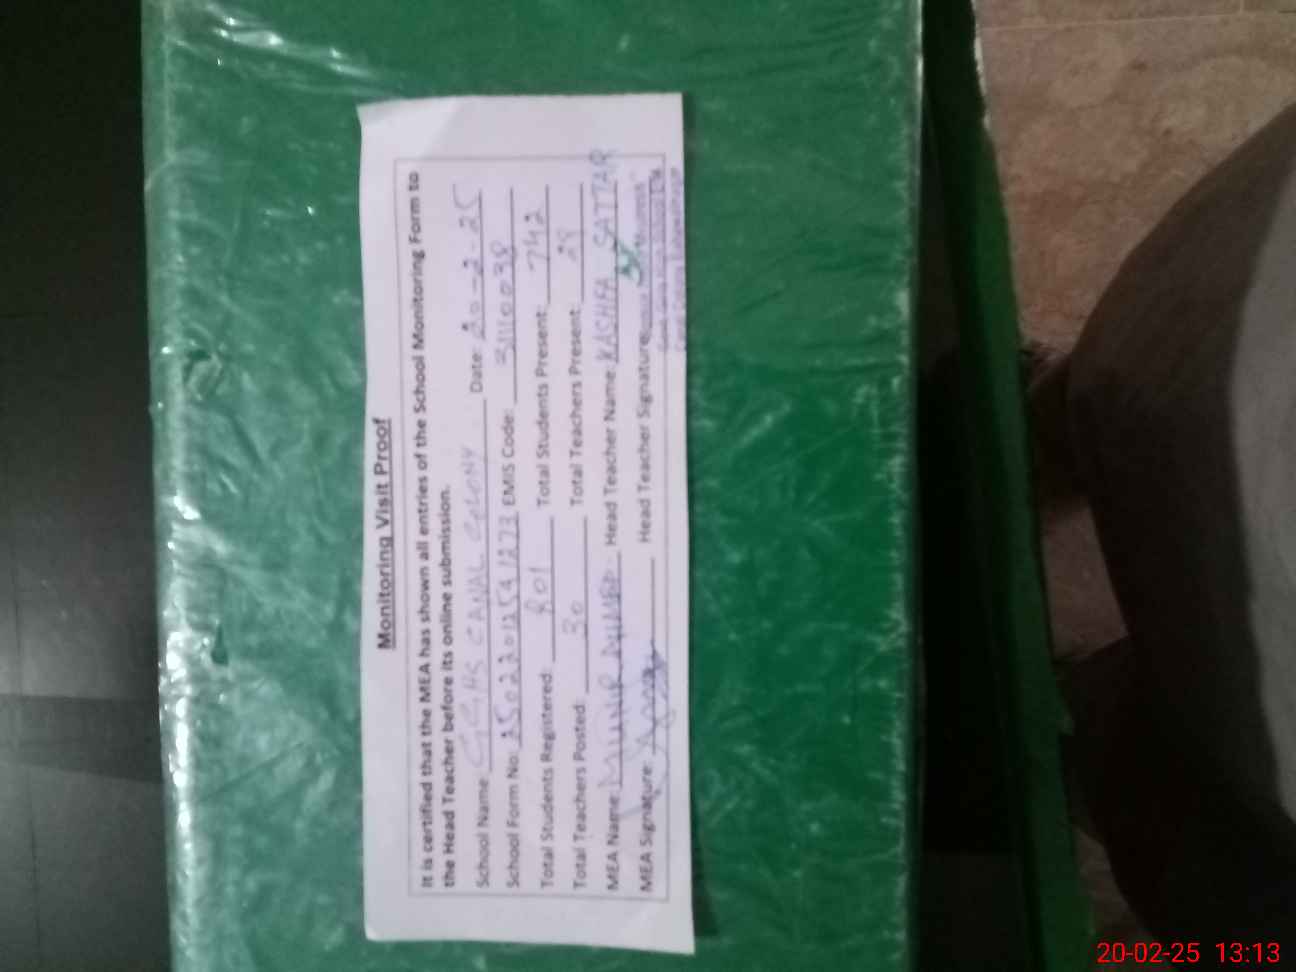 Monitoring Visit Proof
It is certified that the MEA has shown all entries of the School Monitoring Form to
the Head Teacher before its online submission.
School Name: GGHS CANAL COLONY Date: 20-2-25
School Form No: 250220125A1273 EMIS Code: 31110038
Total Students Registered: 801 Total Students Present: 742
Total Teachers Posted: 30 Total Teachers Present: 29
MEA Name: MUNIR AHMED Head Teacher Name: KASHFA SATTAR
MEA Signature: Head Teacher Signature:
20-02-25 13:13